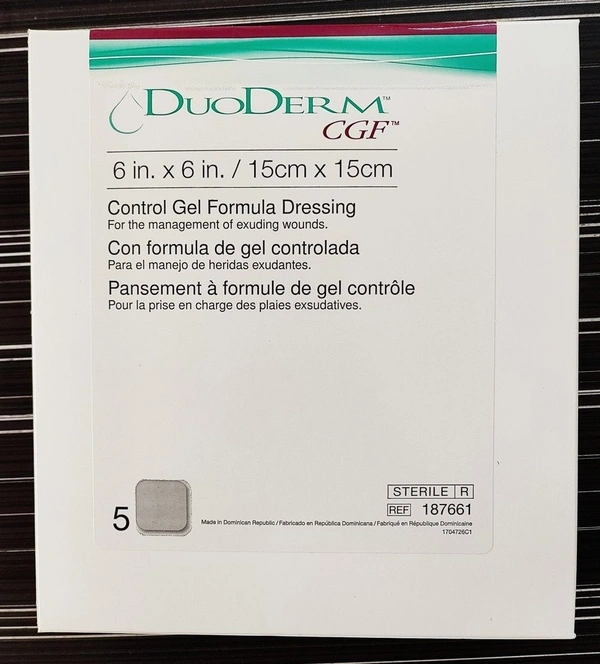 DUODERM™
CGF™
6 in. x 6 in. / 15cm x 15cm
Control Gel Formula Dressing
For the management of exuding wounds.
Con formula de gel controlada
Para el manejo de heridas exudantes.
Pansement à formule de gel contrôle
Pour la prise en charge des plaies exsudatives.
STERILE R
REF 187661
5
Made in Dominican Republic / Fabricado en República Dominicana / Fabriqué en République Dominicaine
1704726C1